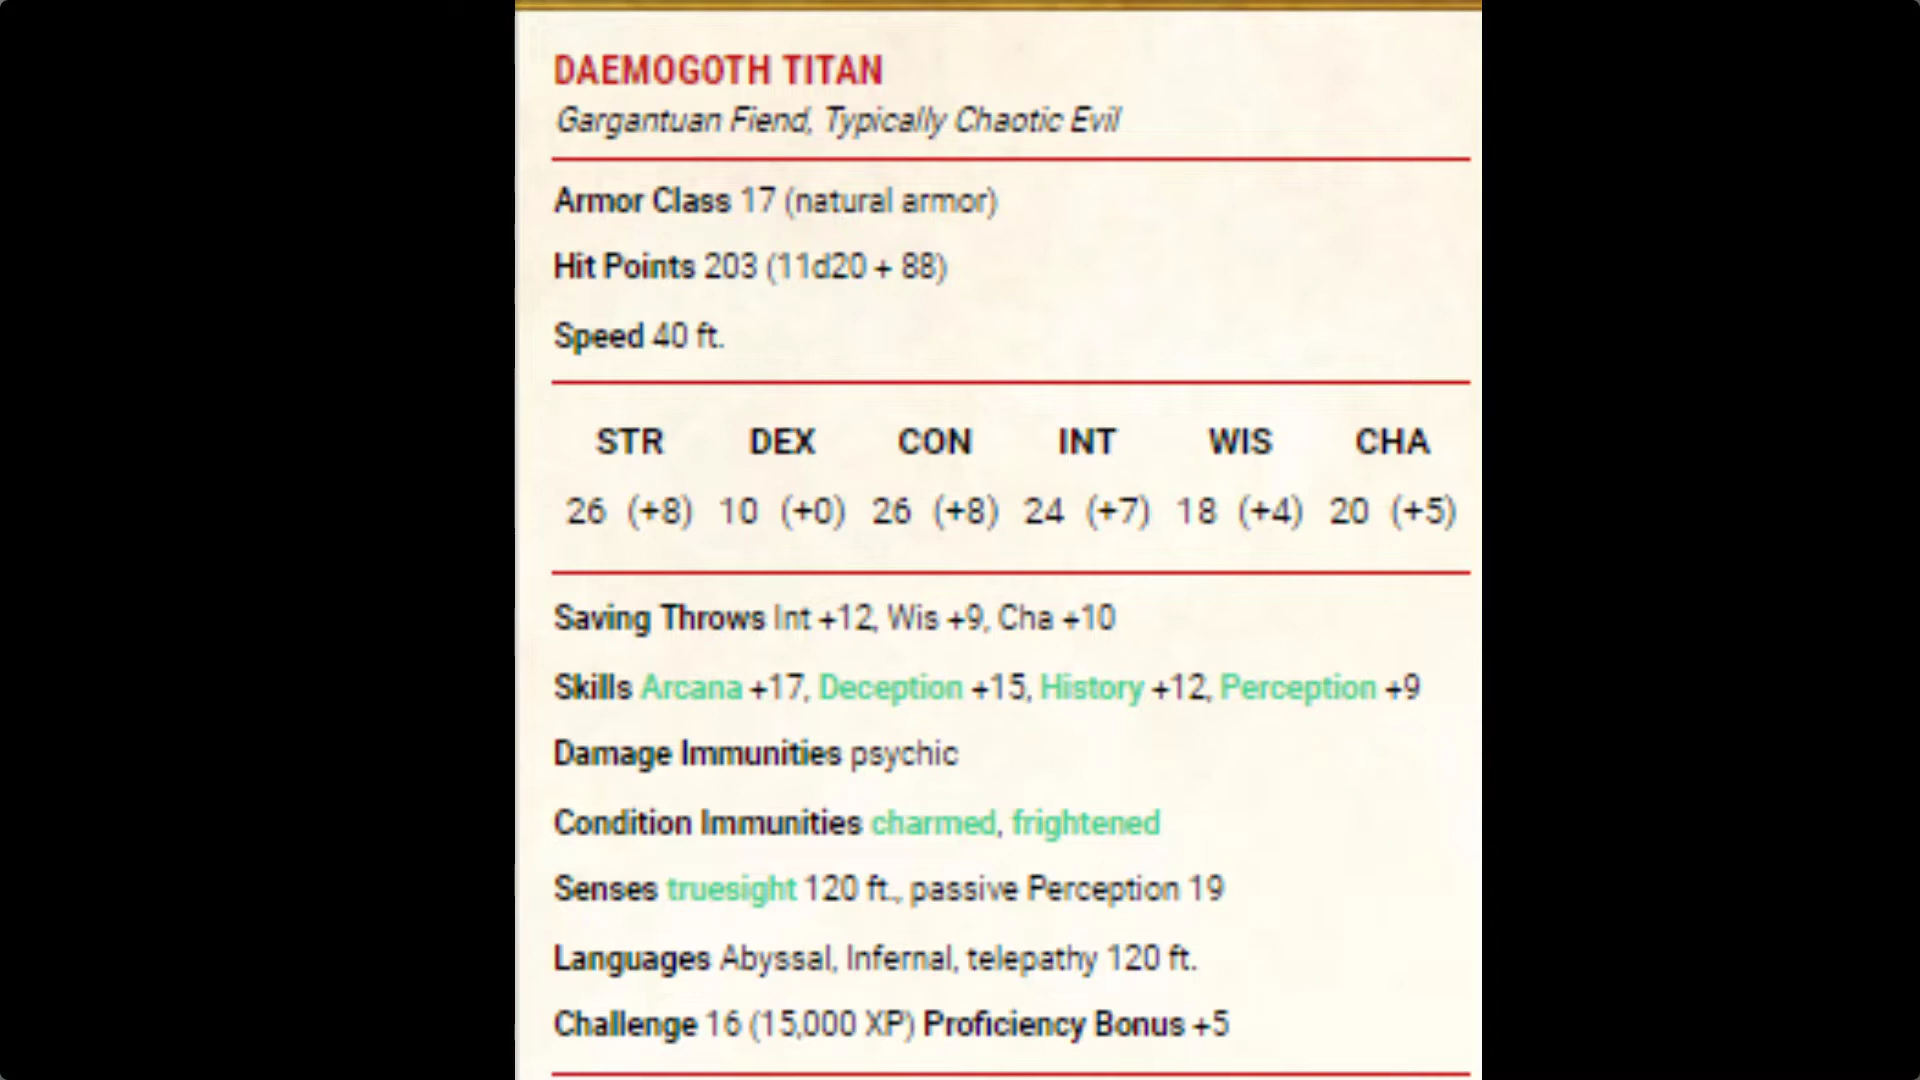 DAEMOGOTH TITAN
Gargantuan Fiend, Typically Chaotic Evil
Armor Class 17 (natural armor)
Hit Points 203 (11d20 + 88)
Speed 40 ft.
STR DEX CON INT WIS CHA
26 (+8) 10 (+0) 26 (+8) 24 (+7) 18 (+4) 20 (+5)
Saving Throws Int +12, Wis +9, Cha +10
Skills Arcana +17, Deception +15, History +12, Perception +9
Damage Immunities psychic
Condition Immunities charmed, frightened
Senses truesight 120 ft., passive Perception 19
Languages Abyssal, Infernal, telepathy 120 ft.
Challenge 16 (15,000 XP) Proficiency Bonus +5